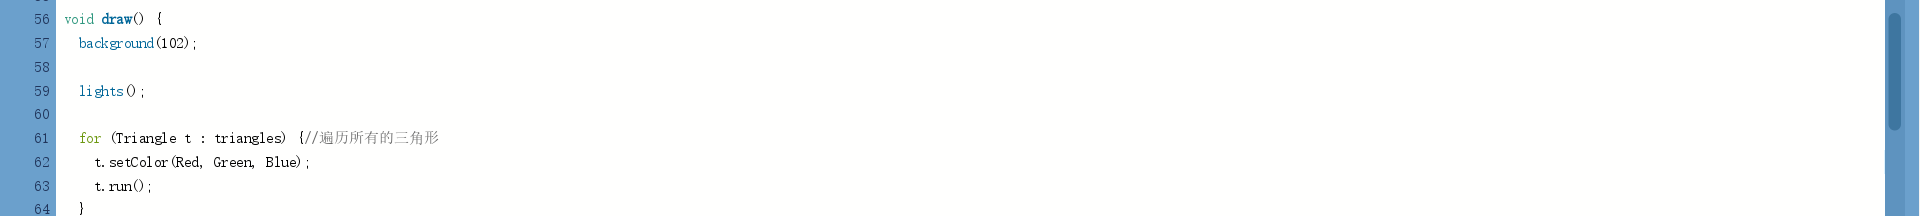 56 void draw() {
57 background(102);
58
59 lights();
60
61 for (Triangle t : triangles) {//遍历所有的三角形
62 t.setColor(Red, Green, Blue);
63 t.run();
64 }